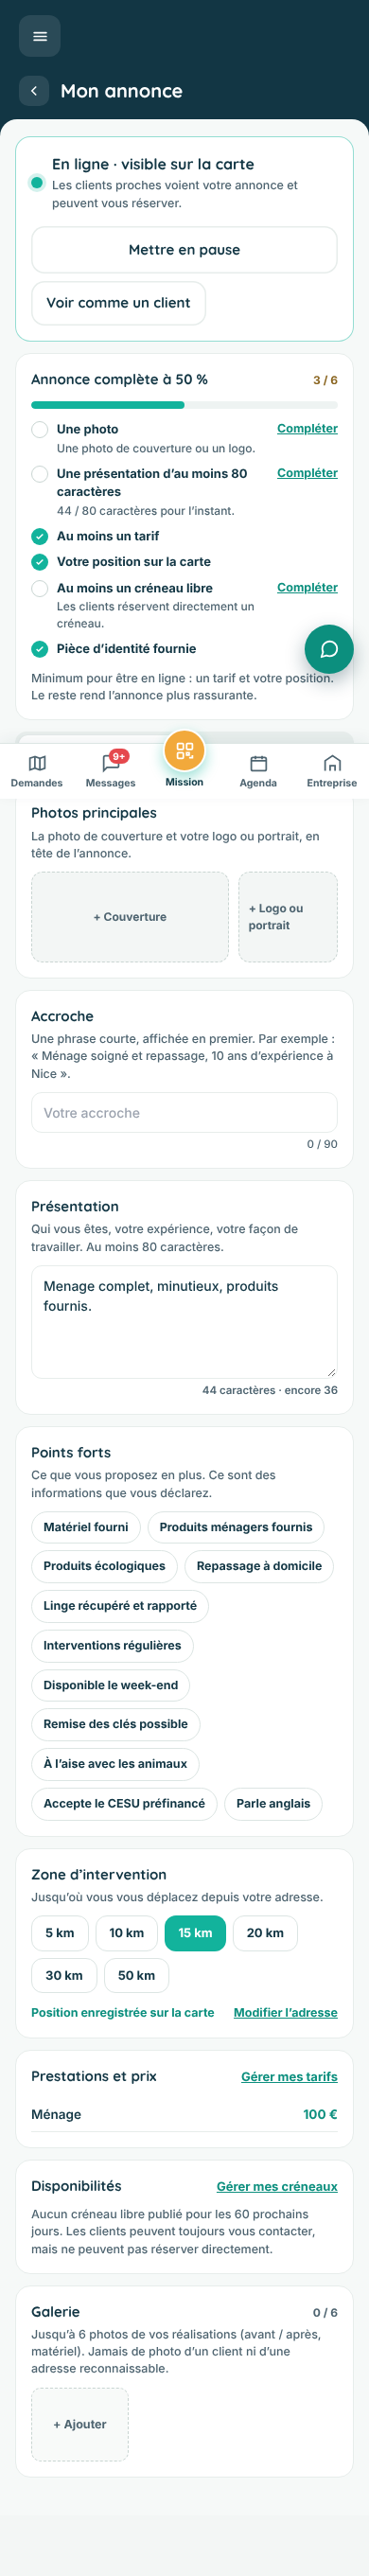 Mon annonce
En ligne · visible sur la carte
Les clients proches voient votre annonce et
peuvent vous réserver.
Mettre en pause
Voir comme un client
Annonce complète à 50 %
3 / 6
Une photo
Compléter
Une photo de couverture ou un logo.
Une présentation d’au moins 80
caractères
Compléter
44 / 80 caractères pour l’instant.
Au moins un tarif
Votre position sur la carte
Au moins un créneau libre
Compléter
Les clients réservent directement un
créneau.
Pièce d’identité fournie
Minimum pour être en ligne : un tarif et votre position.
Le reste rend l’annonce plus rassurante.
Demandes
9+
Messages
Mission
Agenda
Entreprise
Photos principales
La photo de couverture et votre logo ou portrait, en
tête de l’annonce.
+ Couverture
+ Logo ou
portrait
Accroche
Une phrase courte, affichée en premier. Par exemple :
« Ménage soigné et repassage, 10 ans d’expérience à
Nice ».
Votre accroche
0 / 90
Présentation
Qui vous êtes, votre expérience, votre façon de
travailler. Au moins 80 caractères.
Menage complet, minutieux, produits
fournis.
44 caractères · encore 36
Points forts
Ce que vous proposez en plus. Ce sont des
informations que vous déclarez.
Matériel fourni
Produits ménagers fournis
Produits écologiques
Repassage à domicile
Linge récupéré et rapporté
Interventions régulières
Disponible le week-end
Remise des clés possible
À l’aise avec les animaux
Accepte le CESU préfinancé
Parle anglais
Zone d’intervention
Jusqu’où vous vous déplacez depuis votre adresse.
5 km
10 km
15 km
20 km
30 km
50 km
Position enregistrée sur la carte
Modifier l’adresse
Prestations et prix
Gérer mes tarifs
Ménage
100 €
Disponibilités
Gérer mes créneaux
Aucun créneau libre publié pour les 60 prochains
jours. Les clients peuvent toujours vous contacter,
mais ne peuvent pas réserver directement.
Galerie
0 / 6
Jusqu’à 6 photos de vos réalisations (avant / après,
matériel). Jamais de photo d’un client ni d’une
adresse reconnaissable.
+ Ajouter